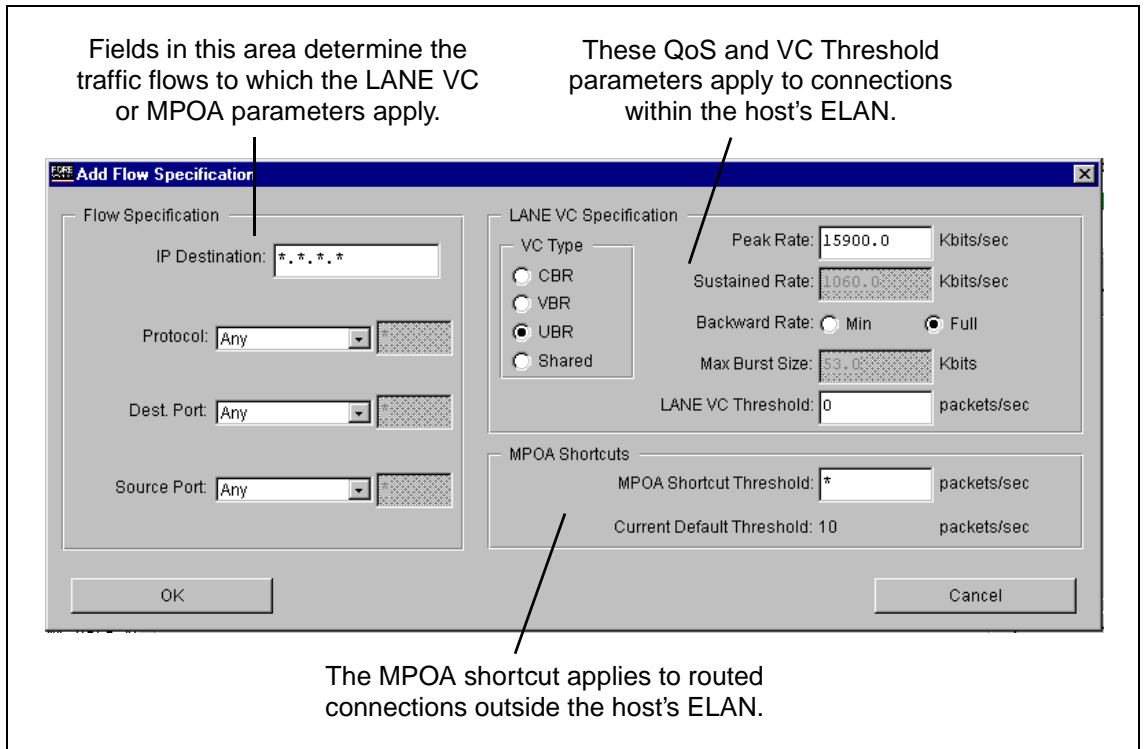 Fields in this area determine the
traffic flows to which the LANE VC
or MPOA parameters apply.
These QoS and VC Threshold
parameters apply to connections
within the host's ELAN.
Add Flow Specification
Flow Specification
IP Destination: *.*.*.*
Protocol: Any *
Dest. Port: Any *
Source Port: Any *
LANE VC Specification
VC Type
CBR
VBR
UBR
Shared
Peak Rate: 15900.0 Kbits/sec
Sustained Rate: 1060.0 Kbits/sec
Backward Rate: Min Full
Max Burst Size: 53.0 Kbits
LANE VC Threshold: 0 packets/sec
MPOA Shortcuts
MPOA Shortcut Threshold: * packets/sec
Current Default Threshold: 10 packets/sec
OK
Cancel
The MPOA shortcut applies to routed
connections outside the host's ELAN.